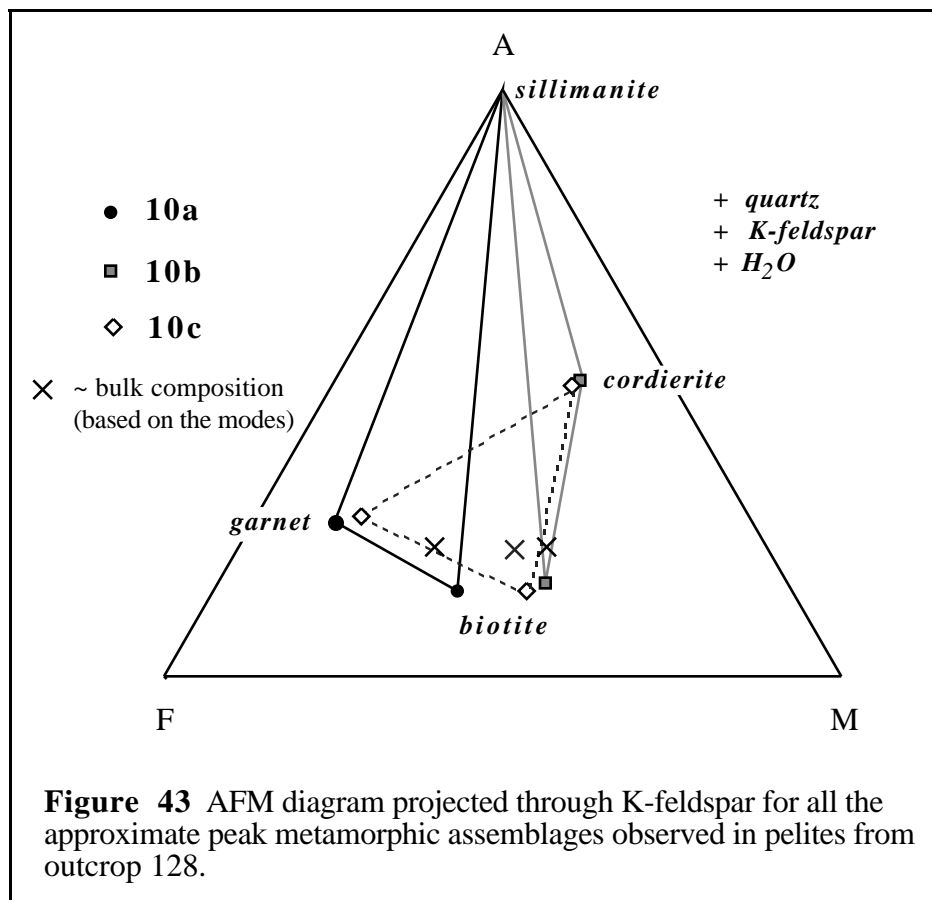 A
sillimanite
10a
10b
10c
~ bulk composition
(based on the modes)
+ quartz
+ K-feldspar
+ H₂O
cordierite
garnet
biotite
F
M
Figure 43 AFM diagram projected through K-feldspar for all the
approximate peak metamorphic assemblages observed in pelites from
outcrop 128.